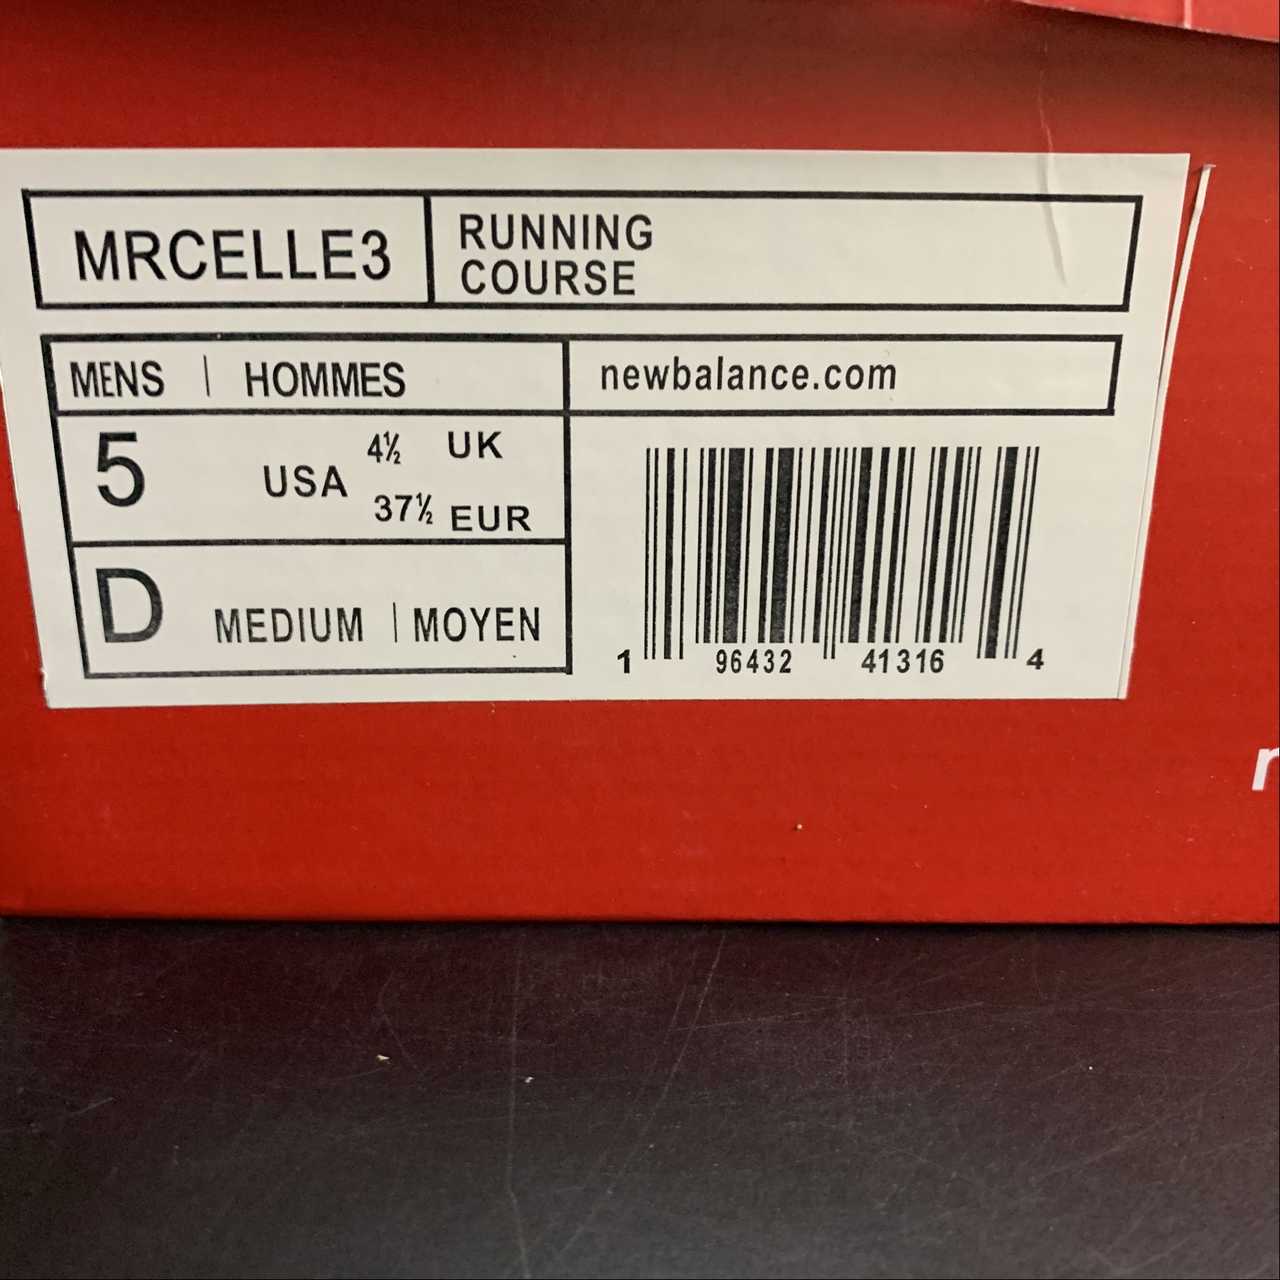 MRCELLE3
RUNNING
COURSE
MENS | HOMMES
newbalance.com
5 USA 4½ UK
37½ EUR
D MEDIUM | MOYEN
1 96432 41316 4